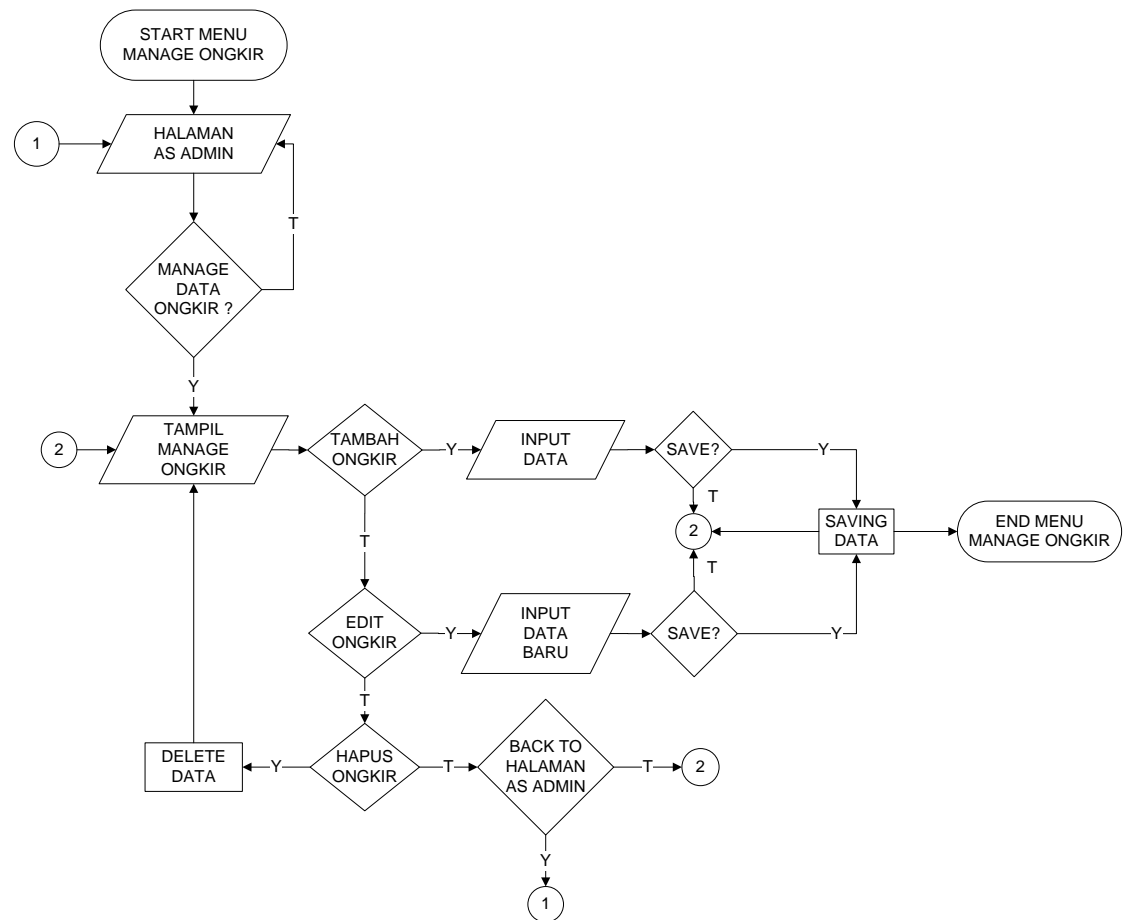 START MENU
MANAGE ONGKIR
1
HALAMAN
AS ADMIN
T
MANAGE
DATA
ONGKIR ?
Y
2
TAMPIL
MANAGE
ONGKIR
TAMBAH
ONGKIR
Y
INPUT
DATA
SAVE?
Y
T
T
2
SAVING
DATA
END MENU
MANAGE ONGKIR
T
EDIT
ONGKIR
Y
INPUT
DATA
BARU
SAVE?
Y
T
DELETE
DATA
Y
HAPUS
ONGKIR
T
BACK TO
HALAMAN
AS ADMIN
T
2
Y
1